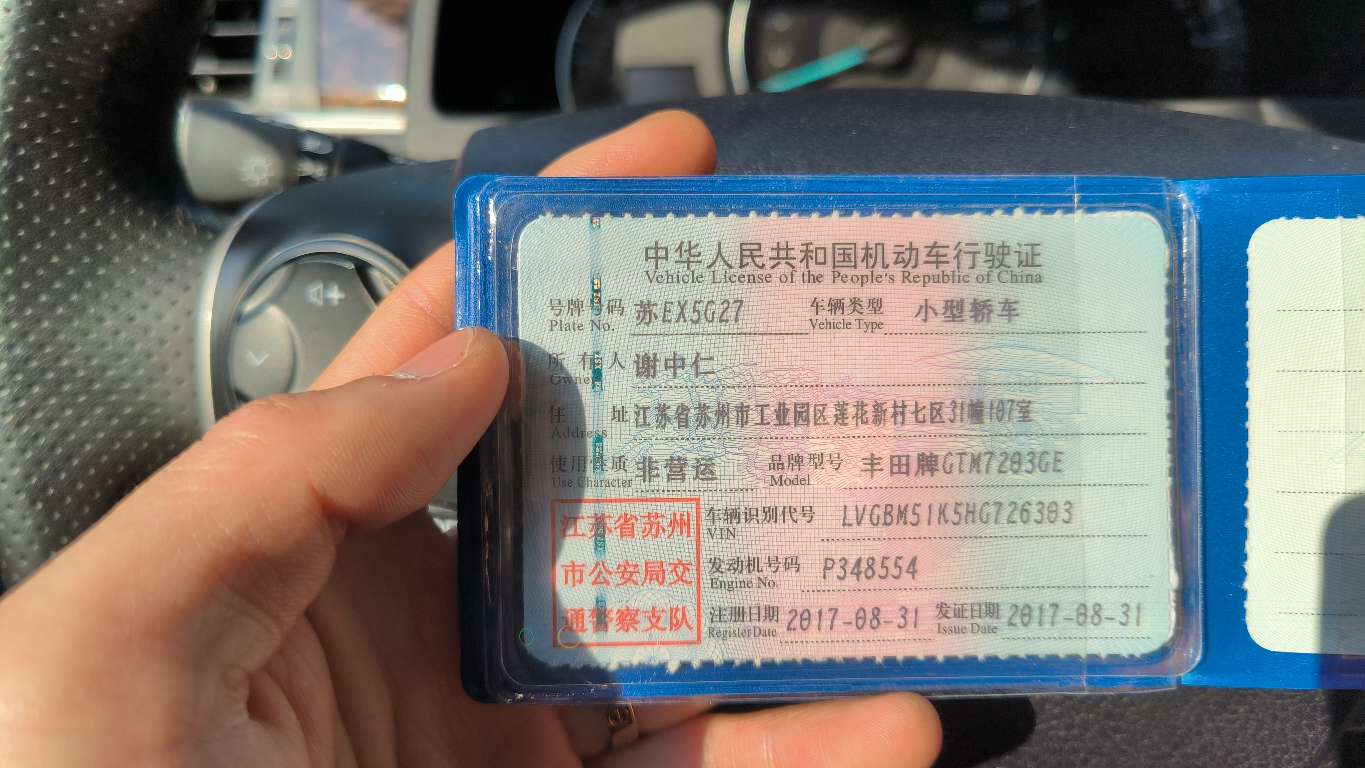 中华人民共和国机动车行驶证
Vehicle License of the People's Republic of China
号牌号码 苏EX5G27 车辆类型 小型轿车
Plate No. Vehicle Type
所有人 谢中仁
Owner
住址 江苏省苏州市工业园区莲花新村七区31幢107室
Address
使用性质 非营运 品牌型号 丰田牌GTM7203GE
Use Character Model
江苏省苏州
市公安局交
通警察支队
车辆识别代号 LVGBM51K5HG726303
VIN
发动机号码 P348554
Engine No.
注册日期 2017-08-31 发证日期 2017-08-31
Register Date Issue Date